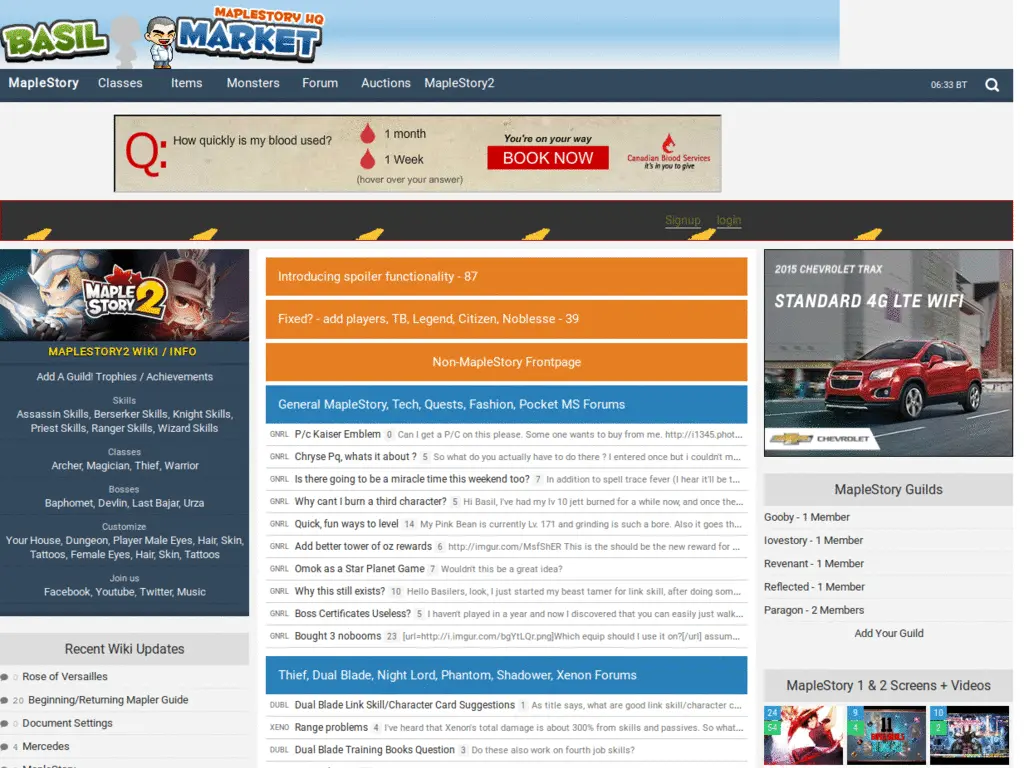 MAPLESTORY HQ
BASIL MARKET
MapleStory Classes Items Monsters Forum Auctions MapleStory2 06:33 BT
Q: How quickly is my blood used?
1 month
1 Week
(hover over your answer)
You're on your way
BOOK NOW
Canadian Blood Services
it's in you to give
Signup login
MAPLE STORY 2
MAPLESTORY2 WIKI / INFO
Add A Guild! Trophies / Achievements
Skills
Assassin Skills, Berserker Skills, Knight Skills,
Priest Skills, Ranger Skills, Wizard Skills
Classes
Archer, Magician, Thief, Warrior
Bosses
Baphomet, Devlin, Last Bajar, Urza
Customize
Your House, Dungeon, Player Male Eyes, Hair, Skin,
Tattoos, Female Eyes, Hair, Skin, Tattoos
Join us
Facebook, Youtube, Twitter, Music
Recent Wiki Updates
0 Rose of Versailles
20 Beginning/Returning Mapler Guide
0 Document Settings
4 Mercedes
MapleStory
Introducing spoiler functionality - 87
Fixed? - add players, TB, Legend, Citizen, Noblesse - 39
Non-MapleStory Frontpage
General MapleStory, Tech, Quests, Fashion, Pocket MS Forums
GNRL P/c Kaiser Emblem 0 Can I get a P/C on this please. Some one wants to buy from me. http://i1345.phot...
GNRL Chryse Pq, whats it about ? 5 So what do you actually have to do there ? I entered once but i couldn't m...
GNRL Is there going to be a miracle time this weekend too? 7 In addition to spell trace fever (I hear it'll be t...
GNRL Why cant I burn a third character? 5 Hi Basil, I've had my lv 10 jett burned for a while now, and once the...
GNRL Quick, fun ways to level 14 My Pink Bean is currently Lv. 171 and grinding is such a bore. Also it goes th...
GNRL Add better tower of oz rewards 6 http://imgur.com/MsfShER This is the should be the new reward for ...
GNRL Omok as a Star Planet Game 7 Wouldn't this be a great idea?
GNRL Why this still exists? 10 Hello Basilers, look, I just started my beast tamer for link skill, after doing som...
GNRL Boss Certificates Useless? 5 I haven't played in a year and now I discovered that you can easily just walk...
GNRL Bought 3 nobooms 23 [url=http://i.imgur.com/bgYtLQr.png]Which equip should I use it on?[/url] assum...
Thief, Dual Blade, Night Lord, Phantom, Shadower, Xenon Forums
DUBL Dual Blade Link Skill/Character Card Suggestions 1 As title says, what are good link skill/character c...
XENO Range problems 4 I've heard that Xenon's total damage is about 300% from skills and passives. So what...
DUBL Dual Blade Training Books Question 3 Do these also work on fourth job skills?
2015 CHEVROLET TRAX
STANDARD 4G LTE WIFI
CHEVROLET
MapleStory Guilds
Gooby - 1 Member
Iovestory - 1 Member
Revenant - 1 Member
Reflected - 1 Member
Paragon - 2 Members
Add Your Guild
MapleStory 1 & 2 Screens + Videos
24 9 10
54 4 2